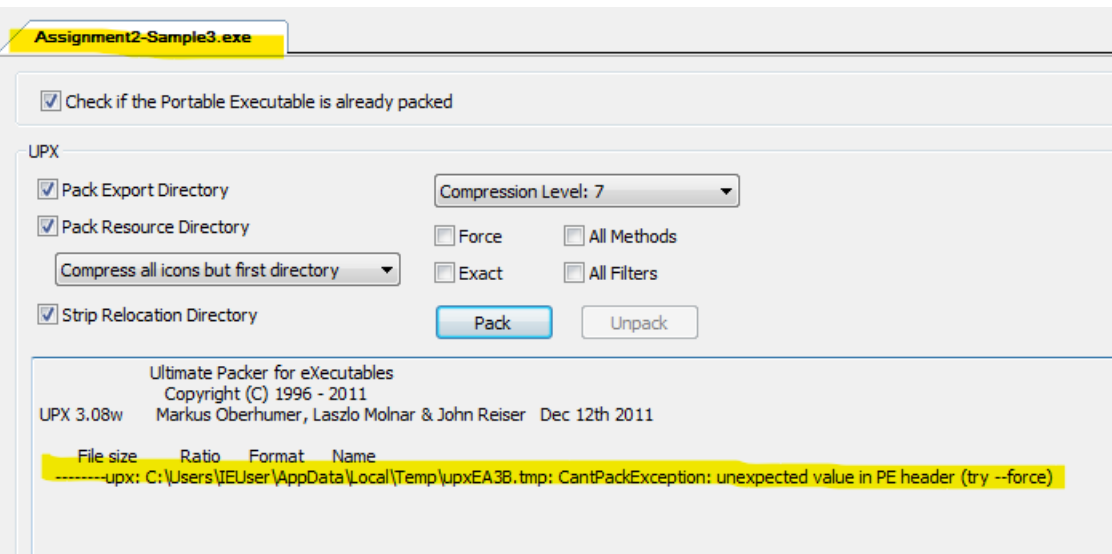 Assignment2-Sample3.exe
Check if the Portable Executable is already packed
UPX
Pack Export Directory
Compression Level: 7
Pack Resource Directory
Force
All Methods
Compress all icons but first directory
Exact
All Filters
Strip Relocation Directory
Pack
Unpack
Ultimate Packer for eXecutables
Copyright (C) 1996 - 2011
UPX 3.08w Markus Oberhumer, Laszlo Molnar & John Reiser Dec 12th 2011
File size Ratio Format Name
--------upx: C:\Users\IEUser\AppData\Local\Temp\upxEA3B.tmp: CantPackException: unexpected value in PE header (try --force)